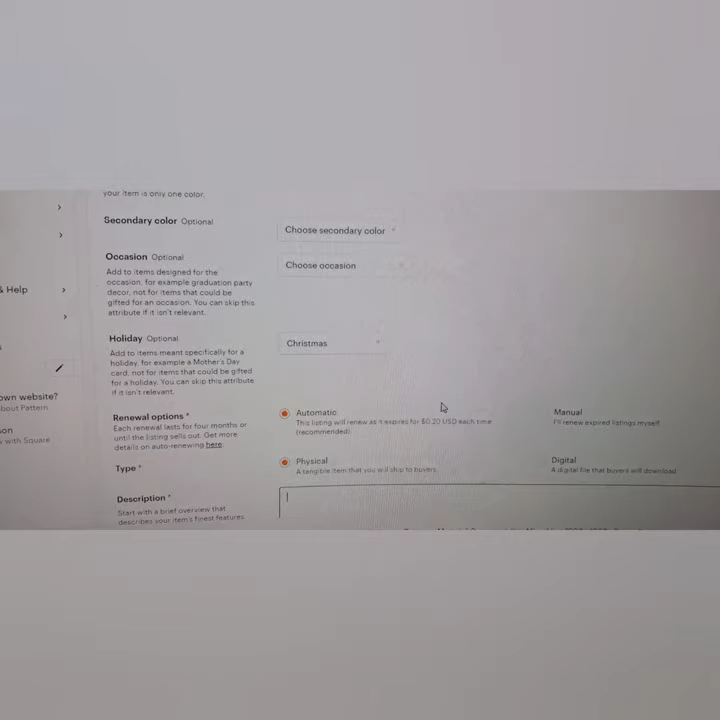 your item is only one color.
Secondary color Optional
Choose secondary color
Occasion Optional
Choose occasion
Add to items designed for the
occasion, for example graduation party
decor, not for items that could be
gifted for an occasion. You can skip this
attribute if it isn't relevant.
& Help
Holiday Optional
Christmas
Add to items meant specifically for a
holiday, for example a Mother's Day
card, not for items that could be gifted
for a holiday. You can skip this attribute
if it isn't relevant.
own website?
bout Pattern
Renewal options *
Each renewal lasts for four months or
until the listing sells out. Get more
details on auto-renewing here.
Automatic
This listing will renew as it expires for $0.20 USD each time
(recommended).
Manual
I'll renew expired listings myself.
son
with Square
Type *
Physical
A tangible item that you will ship to buyers.
Digital
A digital file that buyers will download.
Description *
Start with a brief overview that
describes your item's finest features.